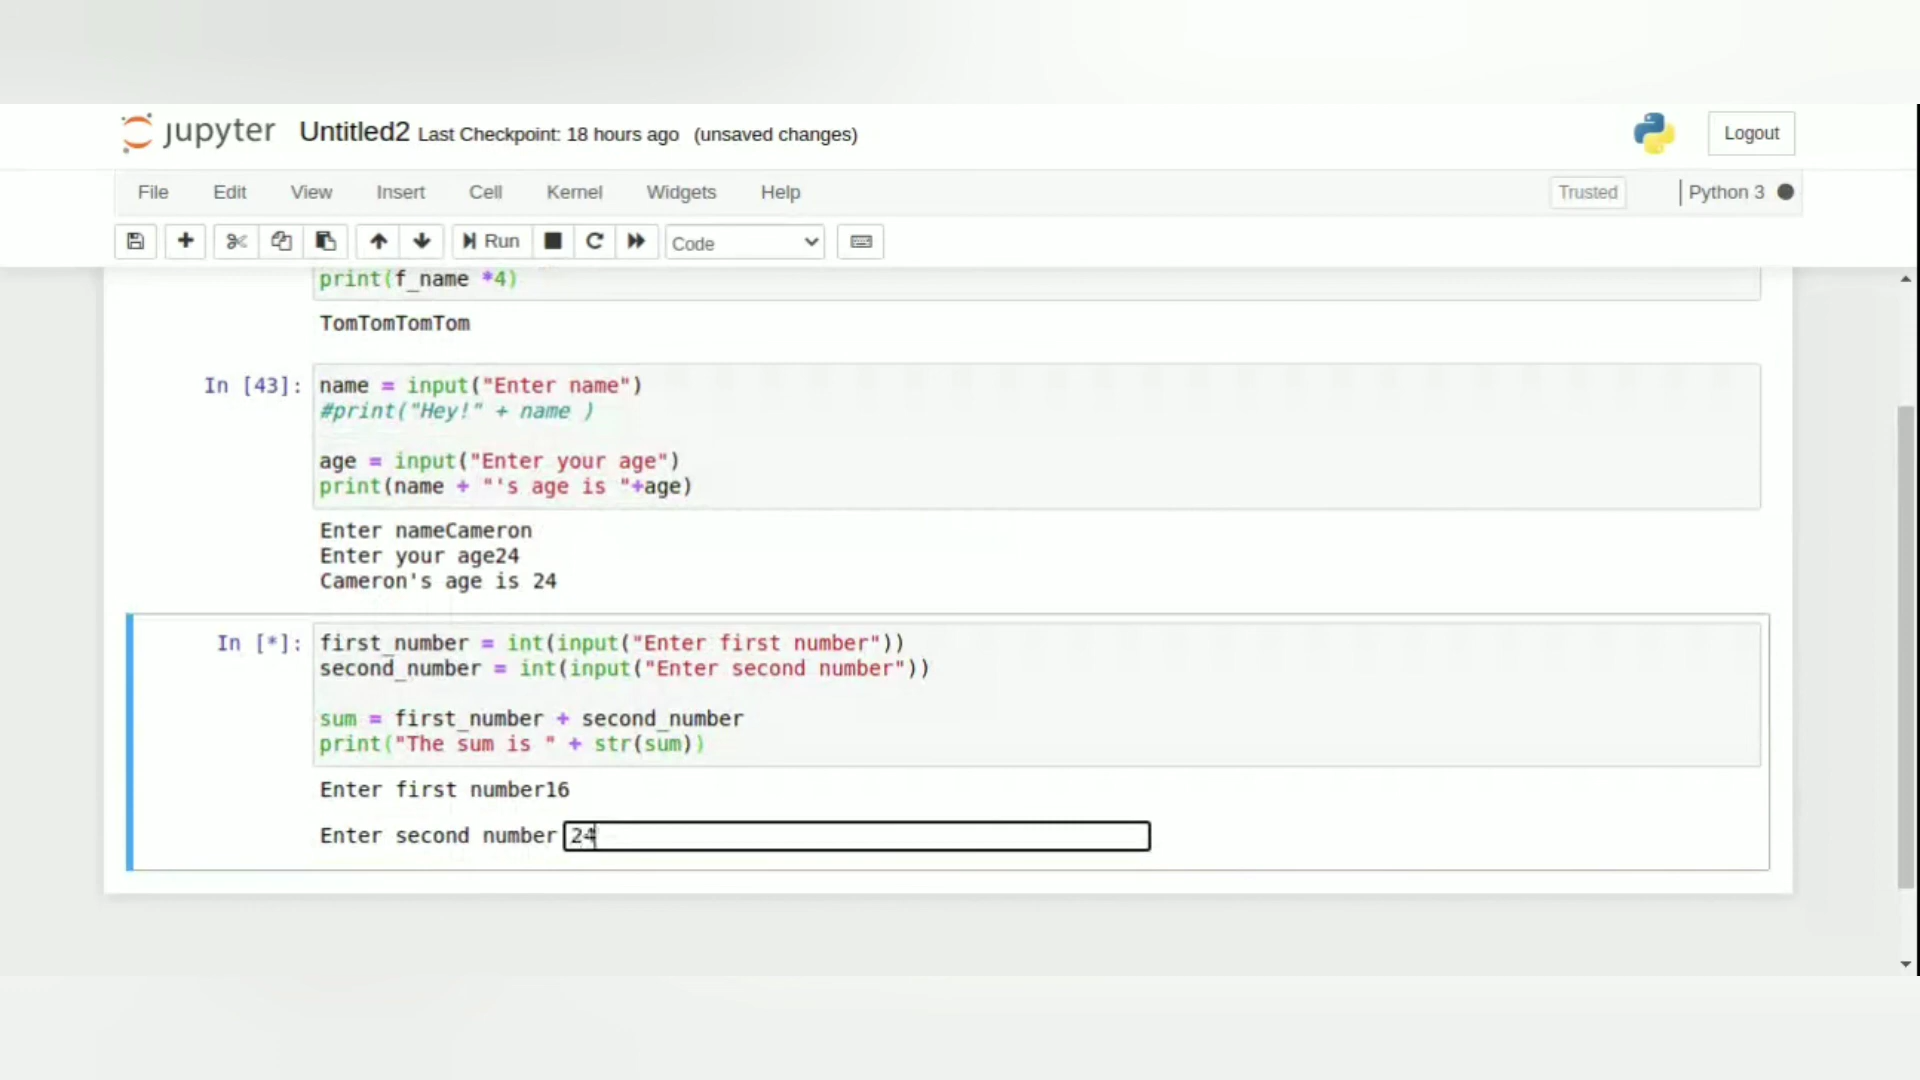 jupyter Untitled2 Last Checkpoint: 18 hours ago (unsaved changes) Logout
File Edit View Insert Cell Kernel Widgets Help Trusted Python 3
Run Code
print(f_name *4)
TomTomTomTom
In [43]: name = input("Enter name")
#print("Hey!" + name )
age = input("Enter your age")
print(name + "'s age is "+age)
Enter nameCameron
Enter your age24
Cameron's age is 24
In [*]: first_number = int(input("Enter first number"))
second_number = int(input("Enter second number"))
sum = first_number + second_number
print("The sum is " + str(sum))
Enter first number16
Enter second number 24